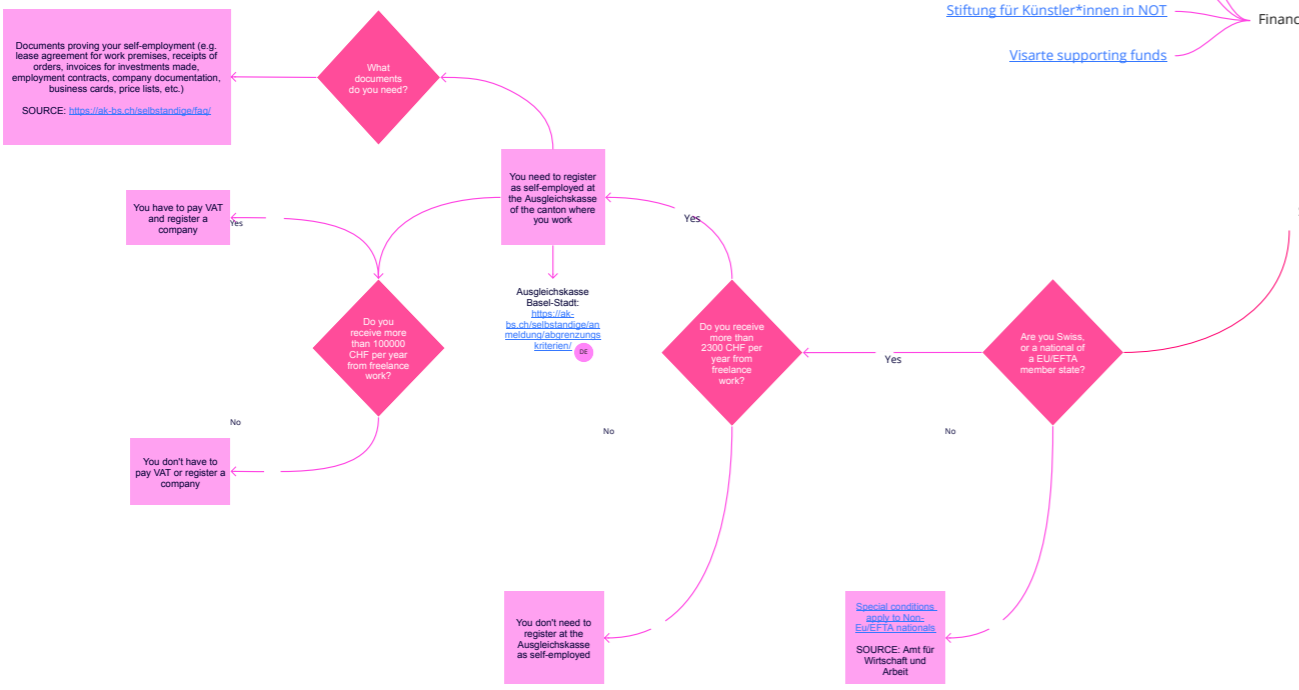 Stiftung für Künstler*innen in NOT
Financ
Visarte supporting funds
Documents proving your self-employment (e.g.
lease agreement for work premises, receipts of
orders, invoices for investments made,
employment contracts, company documentation,
business cards, price lists, etc.)
SOURCE: https://ak-bs.ch/selbstandige/faq/
What
documents
do you need?
You need to register
as self-employed at
the Ausgleichskasse
of the canton where
you work
You have to pay VAT
and register a
company
Yes
Yes
Ausgleichskasse
Basel-Stadt:
https://ak-
bs.ch/selbstandige/an
meldung/abgrenzungs
kriterien/
DE
Do you
receive more
than 100000
CHF per year
from freelance
work?
Do you receive
more than
2300 CHF per
year from
freelance
work?
Yes
Are you Swiss,
or a national of
a EU/EFTA
member state?
No
No
No
You don't have to
pay VAT or register a
company
You don't need to
register at the
Ausgleichskasse
as self-employed
Special conditions
apply to Non-
Eu/EFTA nationals
SOURCE: Amt für
Wirtschaft und
Arbeit